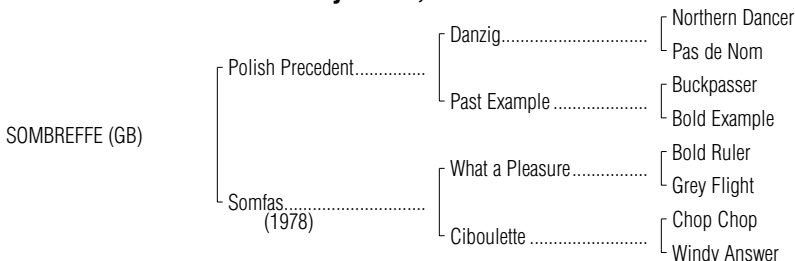 Northern Dancer
Danzig
Pas de Nom
Polish Precedent
Buckpasser
Past Example
Bold Example
SOMBREFFE (GB)
Bold Ruler
What a Pleasure
Grey Flight
Somfas
(1978)
Chop Chop
Ciboulette
Windy Answer